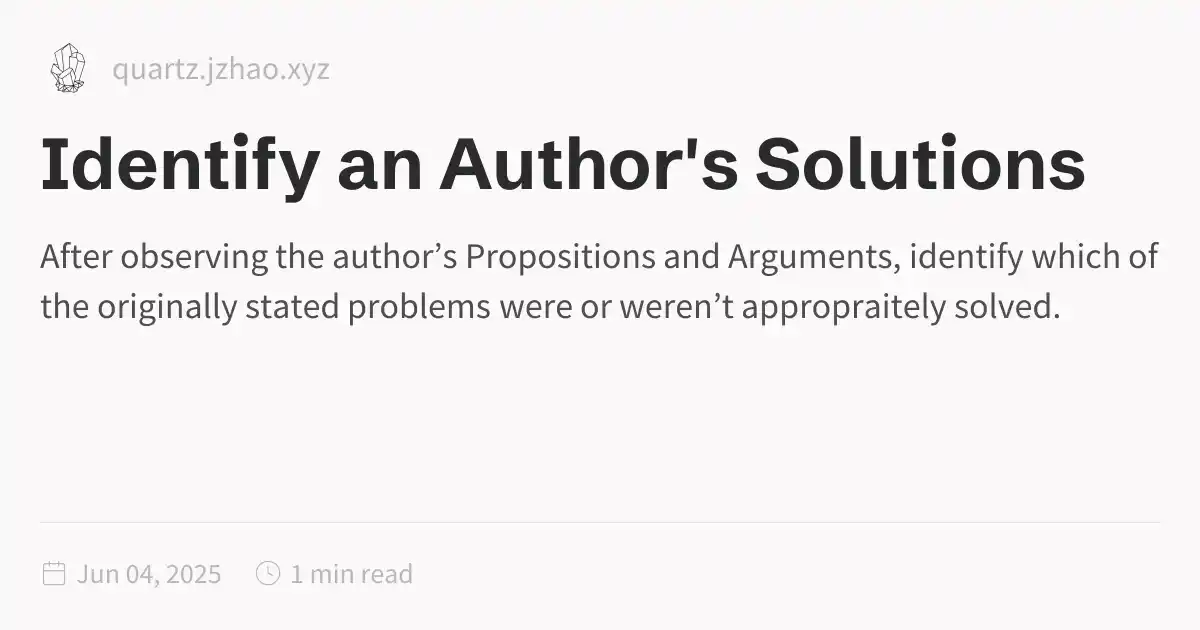 quartz.jzhao.xyz
Identify an Author's Solutions
After observing the author’s Propositions and Arguments, identify which of
the originally stated problems were or weren’t appropraitely solved.
Jun 04, 2025 1 min read